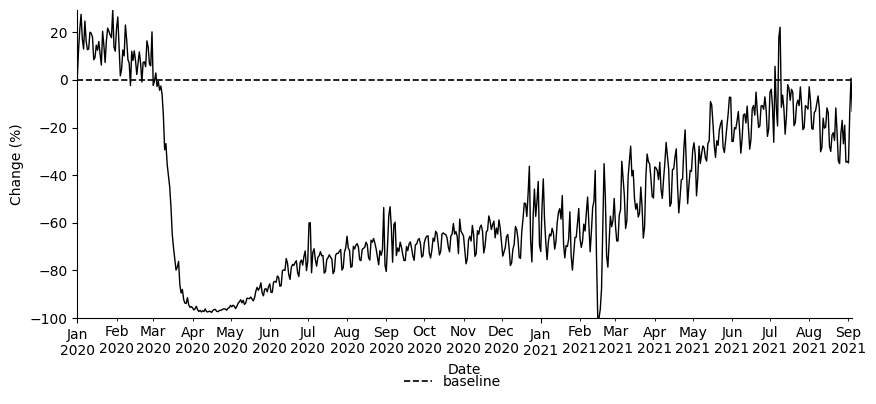 20
0
−20
−40
−60
−80
−100
Change (%)
Jan Feb Mar Apr May Jun Jul Aug Sep Oct Nov Dec Jan Feb Mar Apr May Jun Jul Aug Sep
2020 2020 2020 2020 2020 2020 2020 2020 2020 2020 2020 2020 2021 2021 2021 2021 2021 2021 2021 2021 2021
Date
baseline